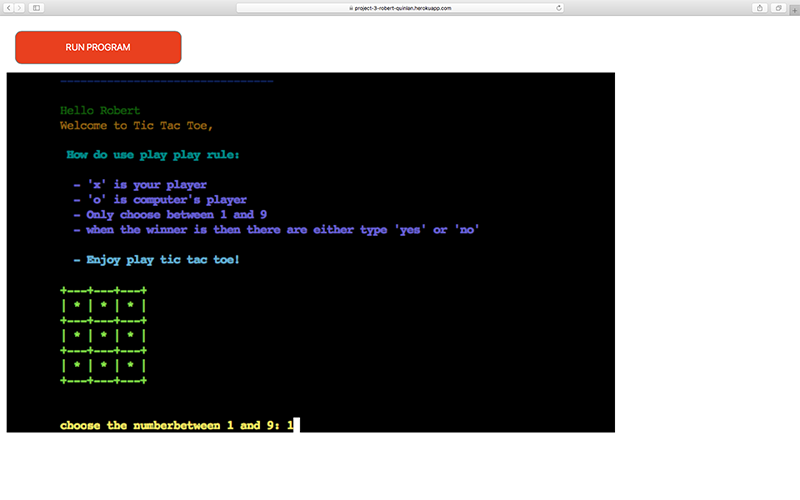 project-3-robert-quinlan.herokuapp.com
RUN PROGRAM
--------------------------------
Hello Robert
Welcome to Tic Tac Toe,
How do use play play rule:
- 'x' is your player
- 'o' is computer's player
- Only choose between 1 and 9
- when the winner is then there are either type 'yes' or 'no'
- Enjoy play tic tac toe!
+---+---+---+
| * | * | * |
+---+---+---+
| * | * | * |
+---+---+---+
| * | * | * |
+---+---+---+
choose the numberbetween 1 and 9: 1